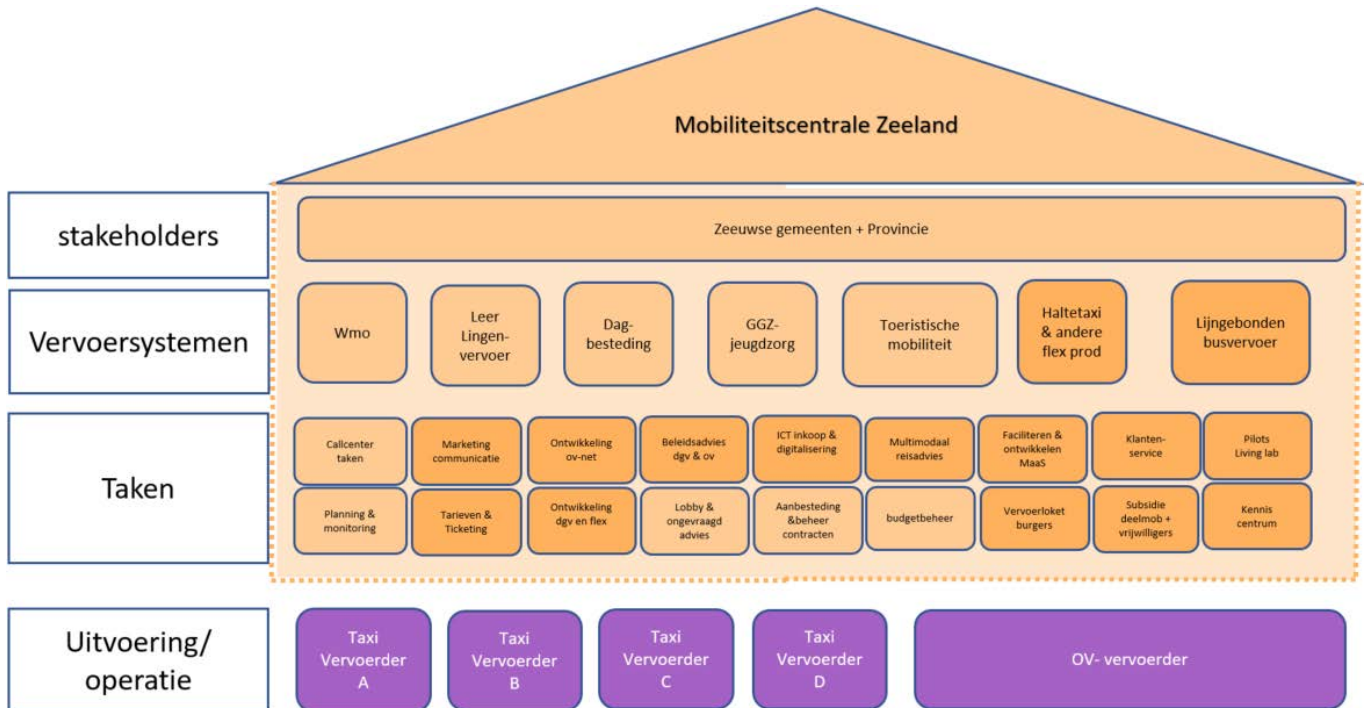 Mobiliteitscentrale Zeeland
stakeholders
Zeeuwse gemeenten + Provincie
Vervoersystemen
Wmo
Leer
Lingen-
vervoer
Dag-
besteding
GGZ-
jeugdzorg
Toeristische
mobiliteit
Haltetaxi
& andere
flex prod
Lijngebonden
busvervoer
Taken
Callcenter
taken
Marketing
communicatie
Ontwikkeling
ov-net
Beleidsadvies
dgv & ov
ICT inkoop &
digitalisering
Multimodaal
reisadvies
Faciliteren &
ontwikkelen
MaaS
Klanten-
service
Pilots
Living lab
Planning &
monitoring
Tarieven &
Ticketing
Ontwikkeling
dgv en flex
Lobby &
ongevraagd
advies
Aanbesteding
&beheer
contracten
budgetbeheer
Vervoerloket
burgers
Subsidie
deelmob +
vrijwilligers
Kennis
centrum
Uitvoering/
operatie
Taxi
Vervoerder
A
Taxi
Vervoerder
B
Taxi
Vervoerder
C
Taxi
Vervoerder
D
OV- vervoerder